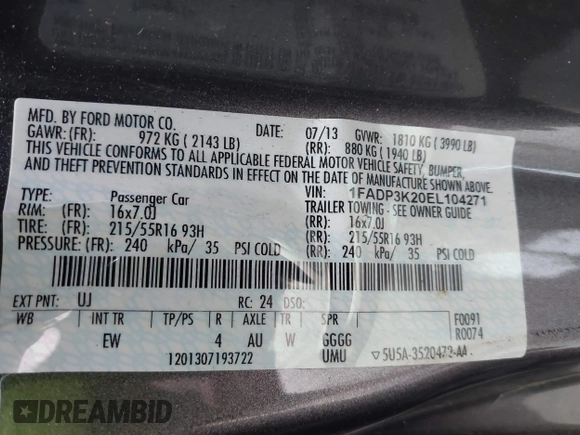 MFD. BY FORD MOTOR CO.
DATE: 07/13 GVWR: 1810 KG ( 3990 LB)
GAWR: (FR): 972 KG ( 2143 LB) (RR): 880 KG ( 1940 LB)
THIS VEHICLE CONFORMS TO ALL APPLICABLE FEDERAL MOTOR VEHICLE SAFETY, BUMPER,
AND THEFT PREVENTION STANDARDS IN EFFECT ON THE DATE OF MANUFACTURE SHOWN ABOVE.
VIN: 1FADP3K20EL104271
TYPE: Passenger Car TRAILER TOWING - SEE OWNER GUIDE
RIM: (FR): 16x7.0J (RR): 16x7.0J
TIRE: (FR): 215/55R16 93H (RR): 215/55R16 93H
PRESSURE: (FR): 240 kPa/ 35 PSI COLD (RR): 240 kPa/ 35 PSI COLD
EXT PNT: UJ RC: 24 DSO:
WB INT TR TP/PS R AXLE TR SPR F0091
EW 4 AU W GGGG R0074
1201307193722 UMU ▽5U5A-3520472-AA
DREAMBID